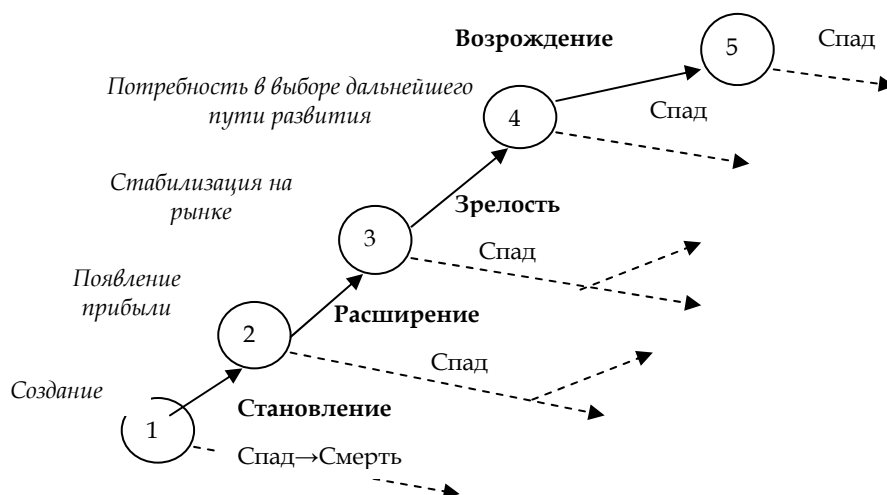 Возрождение
5
Спад
Потребность в выборе дальнейшего
пути развития
4
Спад
Стабилизация на
рынке
Зрелость
3
Спад
Появление
прибыли
2
Расширение
Спад
Создание
Становление
1
Спад→Смерть